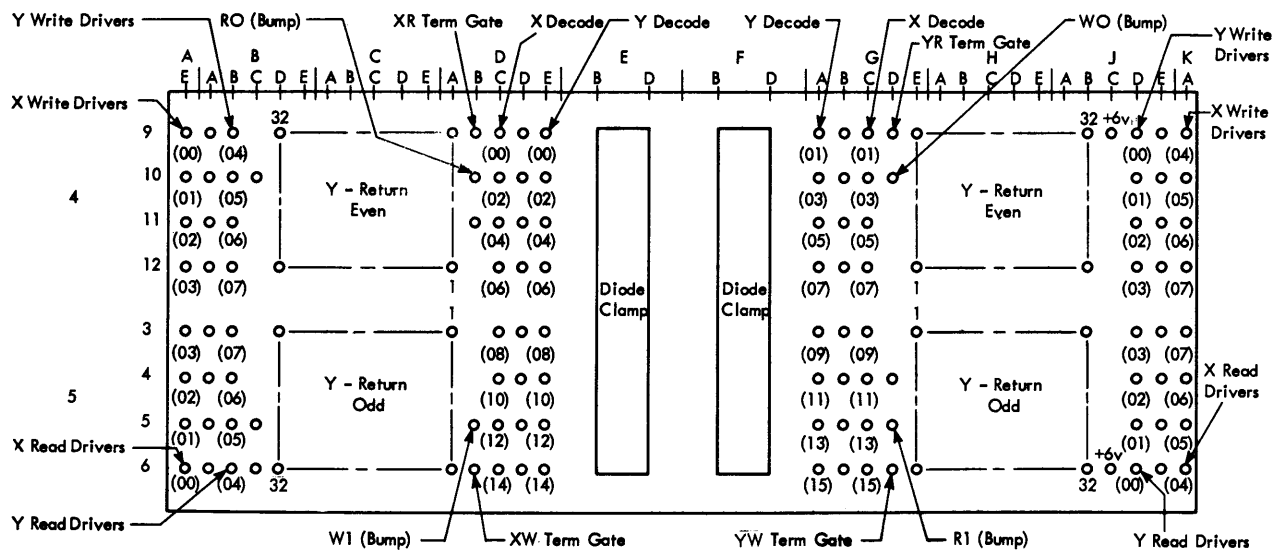 Y Write Drivers RO (Bump) XR Term Gate X Decode Y Decode Y Decode X Decode YR Term Gate WO (Bump) Y Write Drivers
A B C D E F G H J K
E A B C D E A B C D E A B C D E B D B D A B C D E A B C D E A B C D E A
X Write Drivers X Write Drivers
9 32 32 +6v
(00) (04) (00) (00) (01) (01) (00) (04)
10
(01) (05) (02) (02) (03) (03) (01) (05)
4
Y - Return Even Y - Return Even
11
(02) (06) (04) (04) (05) (05) (02) (06)
12
(03) (07) (06) (06) (07) (07) (03) (07)
1 1
Diode Clamp Diode Clamp
1 1
3
(03) (07) (08) (08) (09) (09) (03) (07)
4
(02) (06) (10) (10) (11) (11) (02) (06)
X Read Drivers
5
Y - Return Odd Y - Return Odd
5
(01) (05) (12) (12) (13) (13) (01) (05)
X Read Drivers
6 +6v
(00) (04) 32 (14) (14) (15) (15) 32 (00) (04)
Y Read Drivers W1 (Bump) XW Term Gate YW Term Gate R1 (Bump) Y Read Drivers